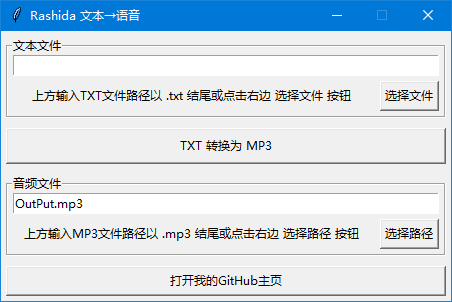 Rashida 文本→语音
文本文件
上方输入TXT文件路径以 .txt 结尾或点击右边 选择文件 按钮
选择文件
TXT 转换为 MP3
音频文件
OutPut.mp3
上方输入MP3文件路径以 .mp3 结尾或点击右边 选择路径 按钮
选择路径
打开我的GitHub主页